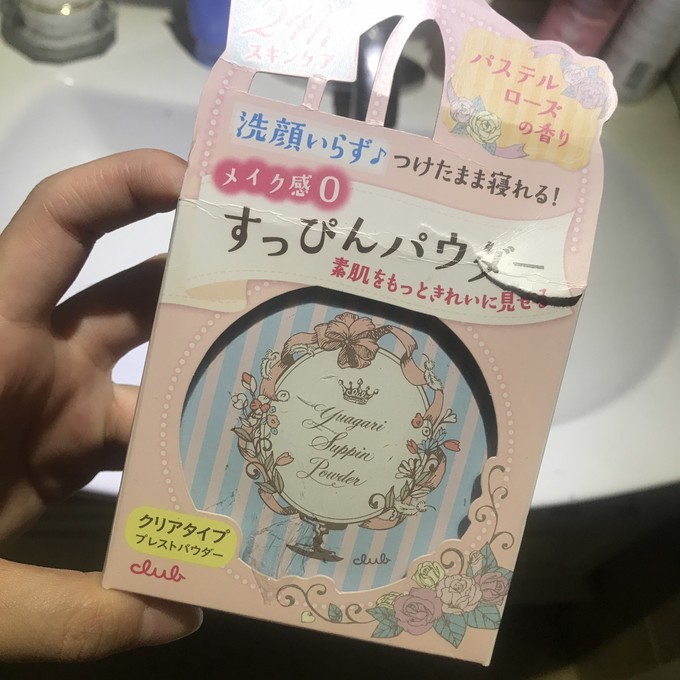 24h
スキンケア
パステル
ローズ
の香り
洗顔いらず♪つけたまま寝れる!
メイク感0
すっぴんパウダー
素肌をもっときれいに見せる
Yuagari
Suppin
Powder
club
クリアタイプ
プレストパウダー
club